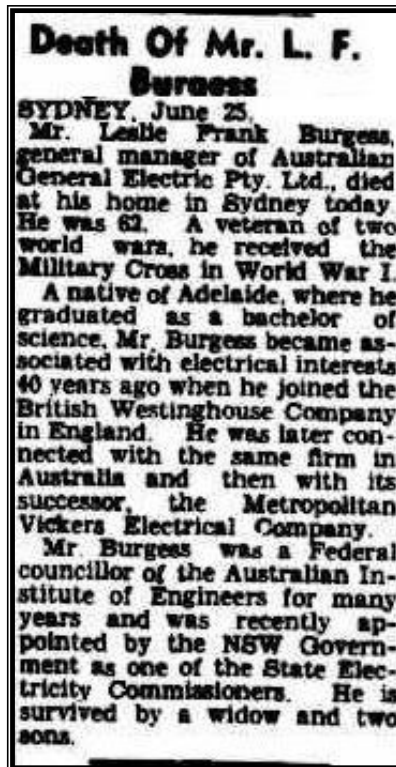 Death Of Mr. L. F.
Burgess
SYDNEY, June 25.
Mr. Leslie Frank Burgess,
general manager of Australian
General Electric Pty. Ltd., died
at his home in Sydney today.
He was 62. A veteran of two
world wars, he received the
Military Cross in World War I.
A native of Adelaide, where he
graduated as a bachelor of
science, Mr. Burgess became as-
sociated with electrical interests
40 years ago when he joined the
British Westinghouse Company
in England. He was later con-
nected with the same firm in
Australia and then with its
successor, the Metropolitan
Vickers Electrical Company.
Mr. Burgess was a Federal
councillor of the Australian In-
stitute of Engineers for many
years and was recently ap-
pointed by the NSW Govern-
ment as one of the State Elec-
tricity Commissioners. He is
survived by a widow and two
sons.